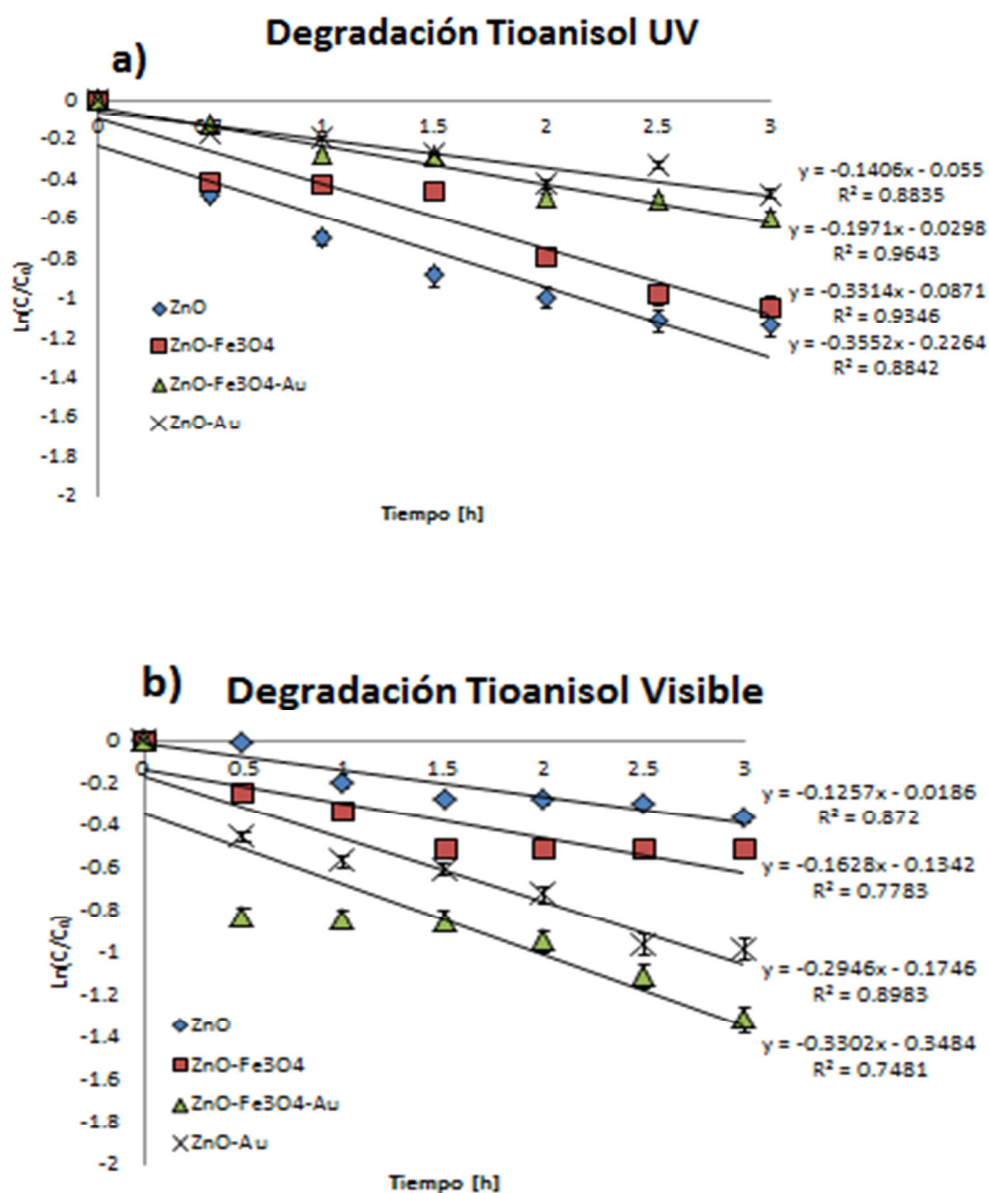 Degradación Tioanisol UV
a)
0
0 0.5 1 1.5 2 2.5 3
-0.2
-0.4
-0.6
-0.8
-1
-1.2
-1.4
-1.6
-1.8
-2
Ln(C/C₀)
ZnO
ZnO-Fe3O4
ZnO-Fe3O4-Au
ZnO-Au
y = -0.1406x - 0.055
R² = 0.8835
y = -0.1971x - 0.0298
R² = 0.9643
y = -0.3314x - 0.0871
R² = 0.9346
y = -0.3552x - 0.2264
R² = 0.8842
Tiempo [h]
b) Degradación Tioanisol Visible
0
0 0.5 1 1.5 2 2.5 3
-0.2
-0.4
-0.6
-0.8
-1
-1.2
-1.4
-1.6
-1.8
-2
Ln(C/C₀)
ZnO
ZnO-Fe3O4
ZnO-Fe3O4-Au
ZnO-Au
y = -0.1257x - 0.0186
R² = 0.872
y = -0.1628x - 0.1342
R² = 0.7783
y = -0.2946x - 0.1746
R² = 0.8983
y = -0.3302x - 0.3484
R² = 0.7481
Tiempo [h]